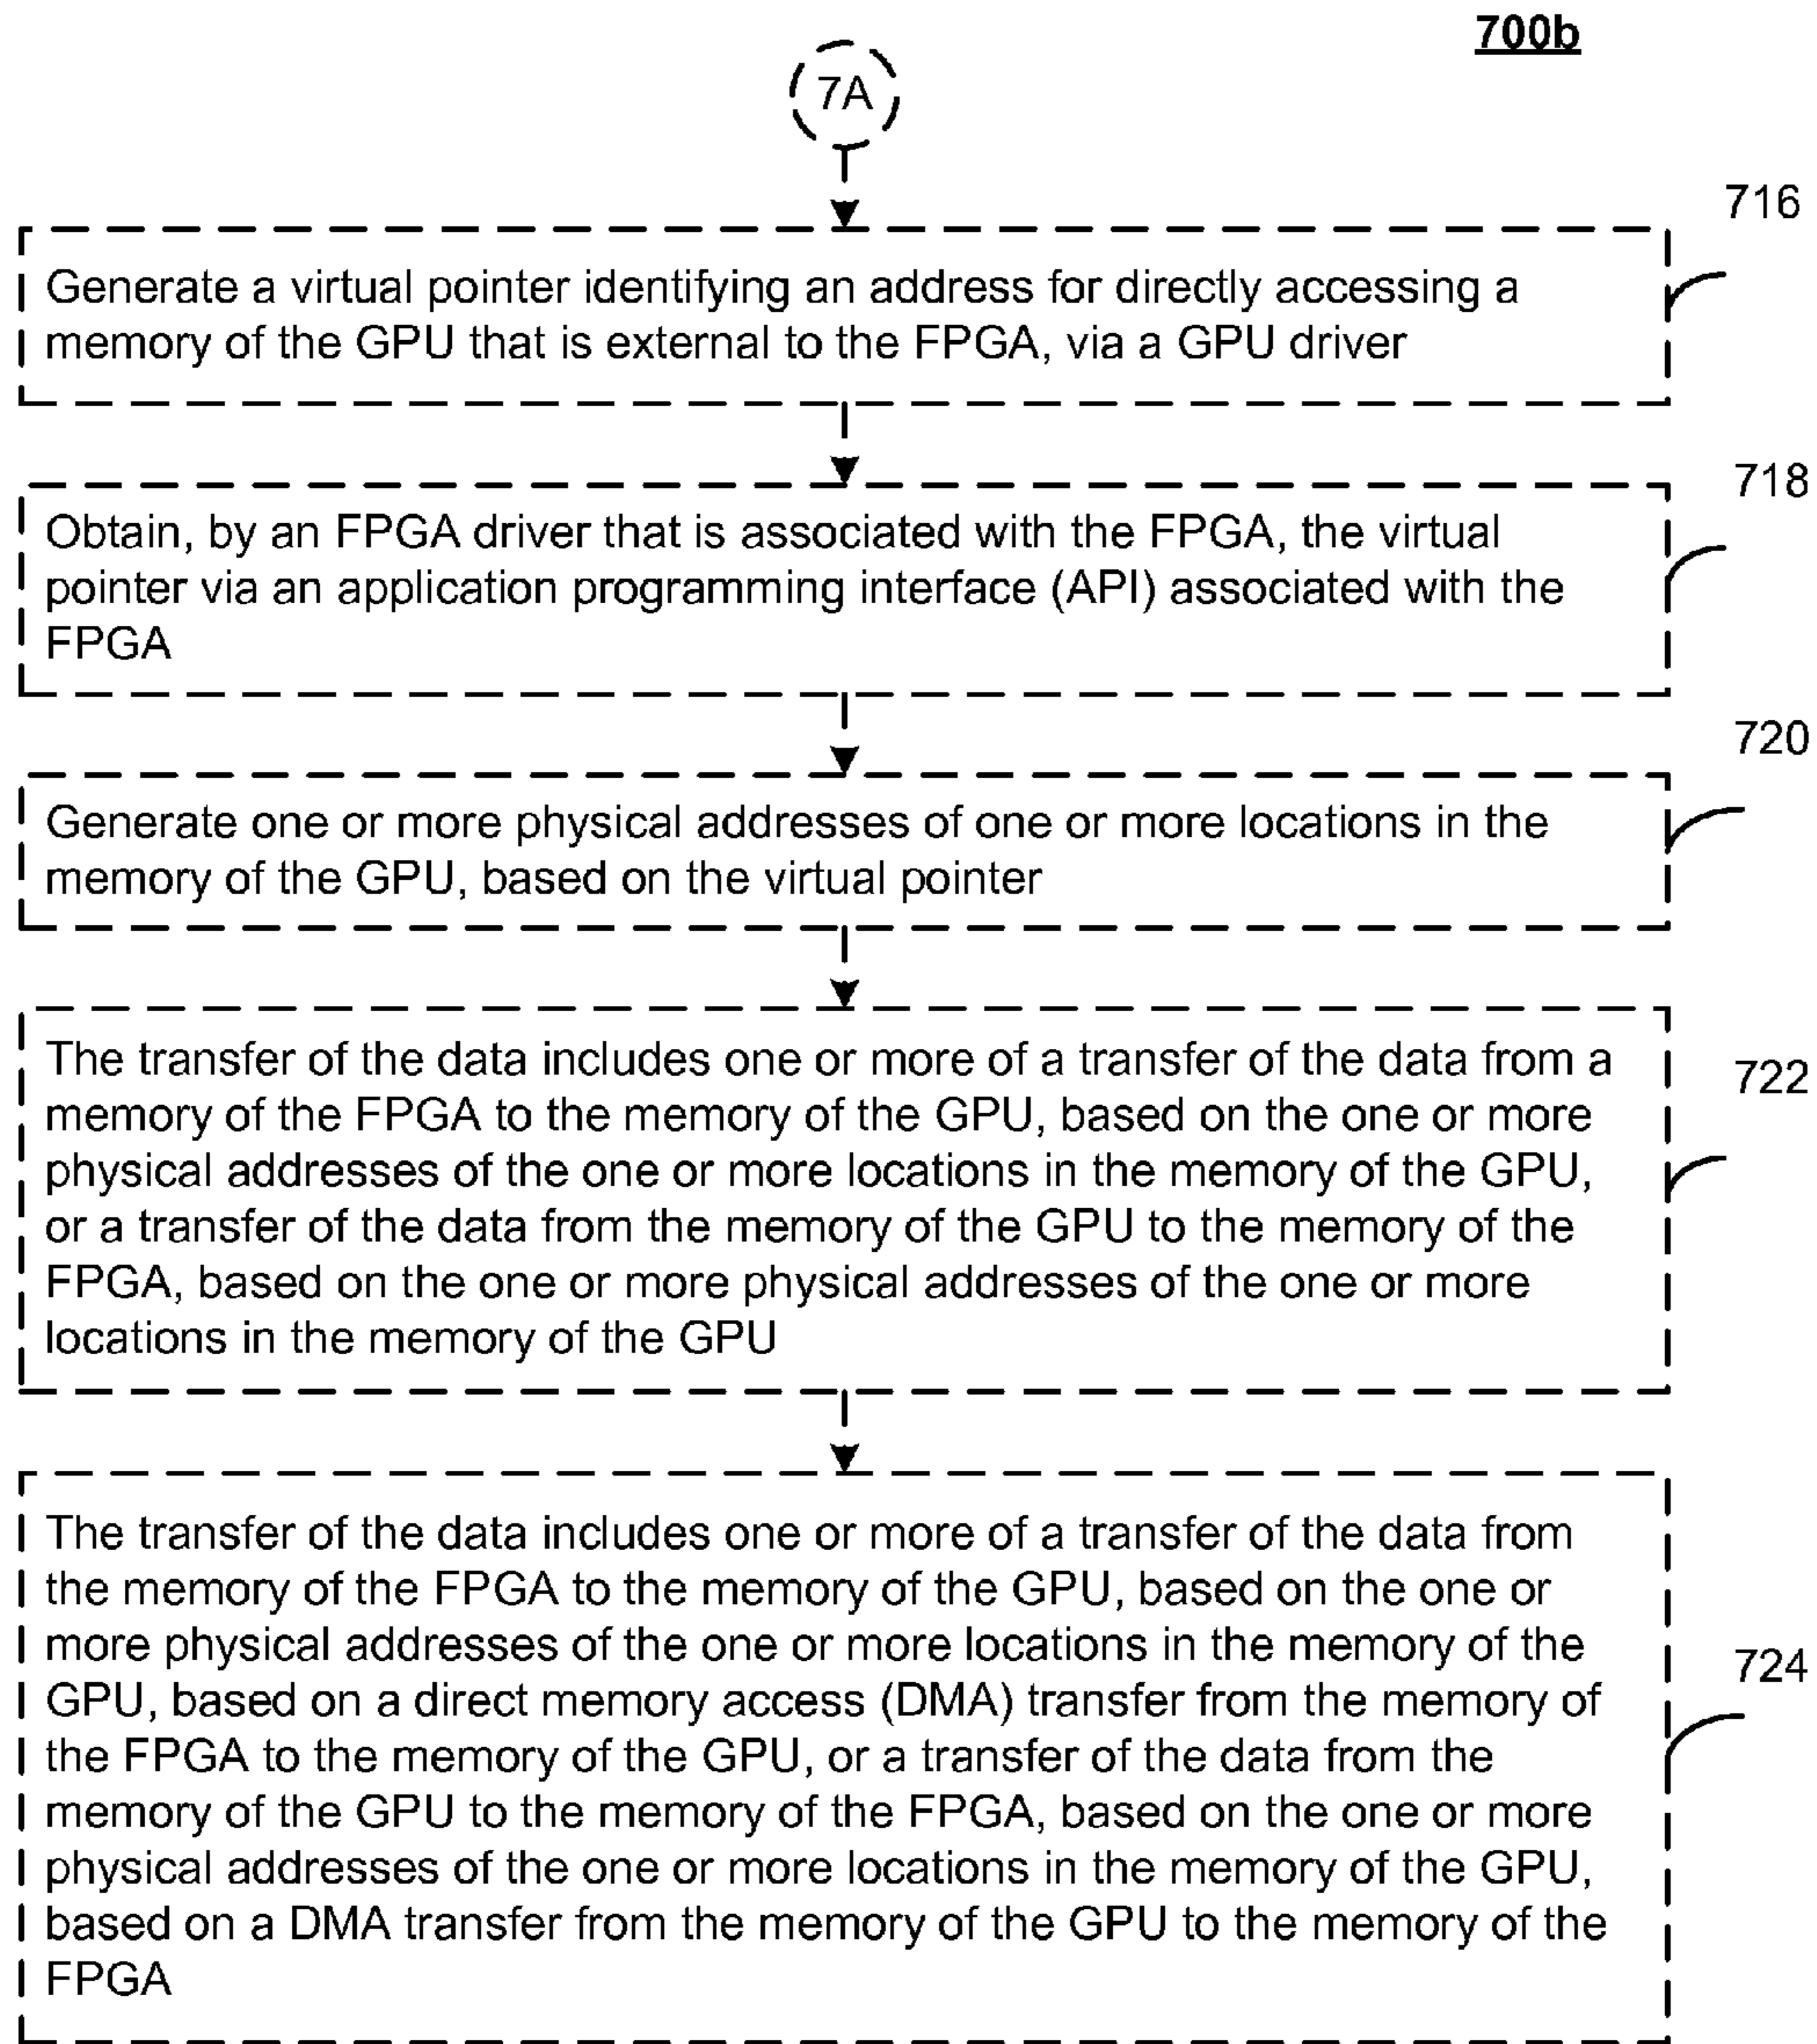 700b
7A
716
Generate a virtual pointer identifying an address for directly accessing a
memory of the GPU that is external to the FPGA, via a GPU driver
718
Obtain, by an FPGA driver that is associated with the FPGA, the virtual
pointer via an application programming interface (API) associated with the
FPGA
720
Generate one or more physical addresses of one or more locations in the
memory of the GPU, based on the virtual pointer
722
The transfer of the data includes one or more of a transfer of the data from a
memory of the FPGA to the memory of the GPU, based on the one or more
physical addresses of the one or more locations in the memory of the GPU,
or a transfer of the data from the memory of the GPU to the memory of the
FPGA, based on the one or more physical addresses of the one or more
locations in the memory of the GPU
724
The transfer of the data includes one or more of a transfer of the data from
the memory of the FPGA to the memory of the GPU, based on the one or
more physical addresses of the one or more locations in the memory of the
GPU, based on a direct memory access (DMA) transfer from the memory of
the FPGA to the memory of the GPU, or a transfer of the data from the
memory of the GPU to the memory of the FPGA, based on the one or more
physical addresses of the one or more locations in the memory of the GPU,
based on a DMA transfer from the memory of the GPU to the memory of the
FPGA